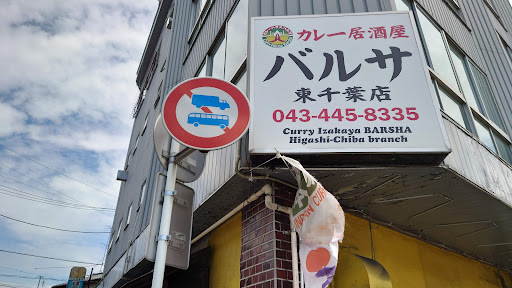 カレー居酒屋
バルサ
東千葉店
043-445-8335
Curry Izakaya BARSHA
Higashi-Chiba branch